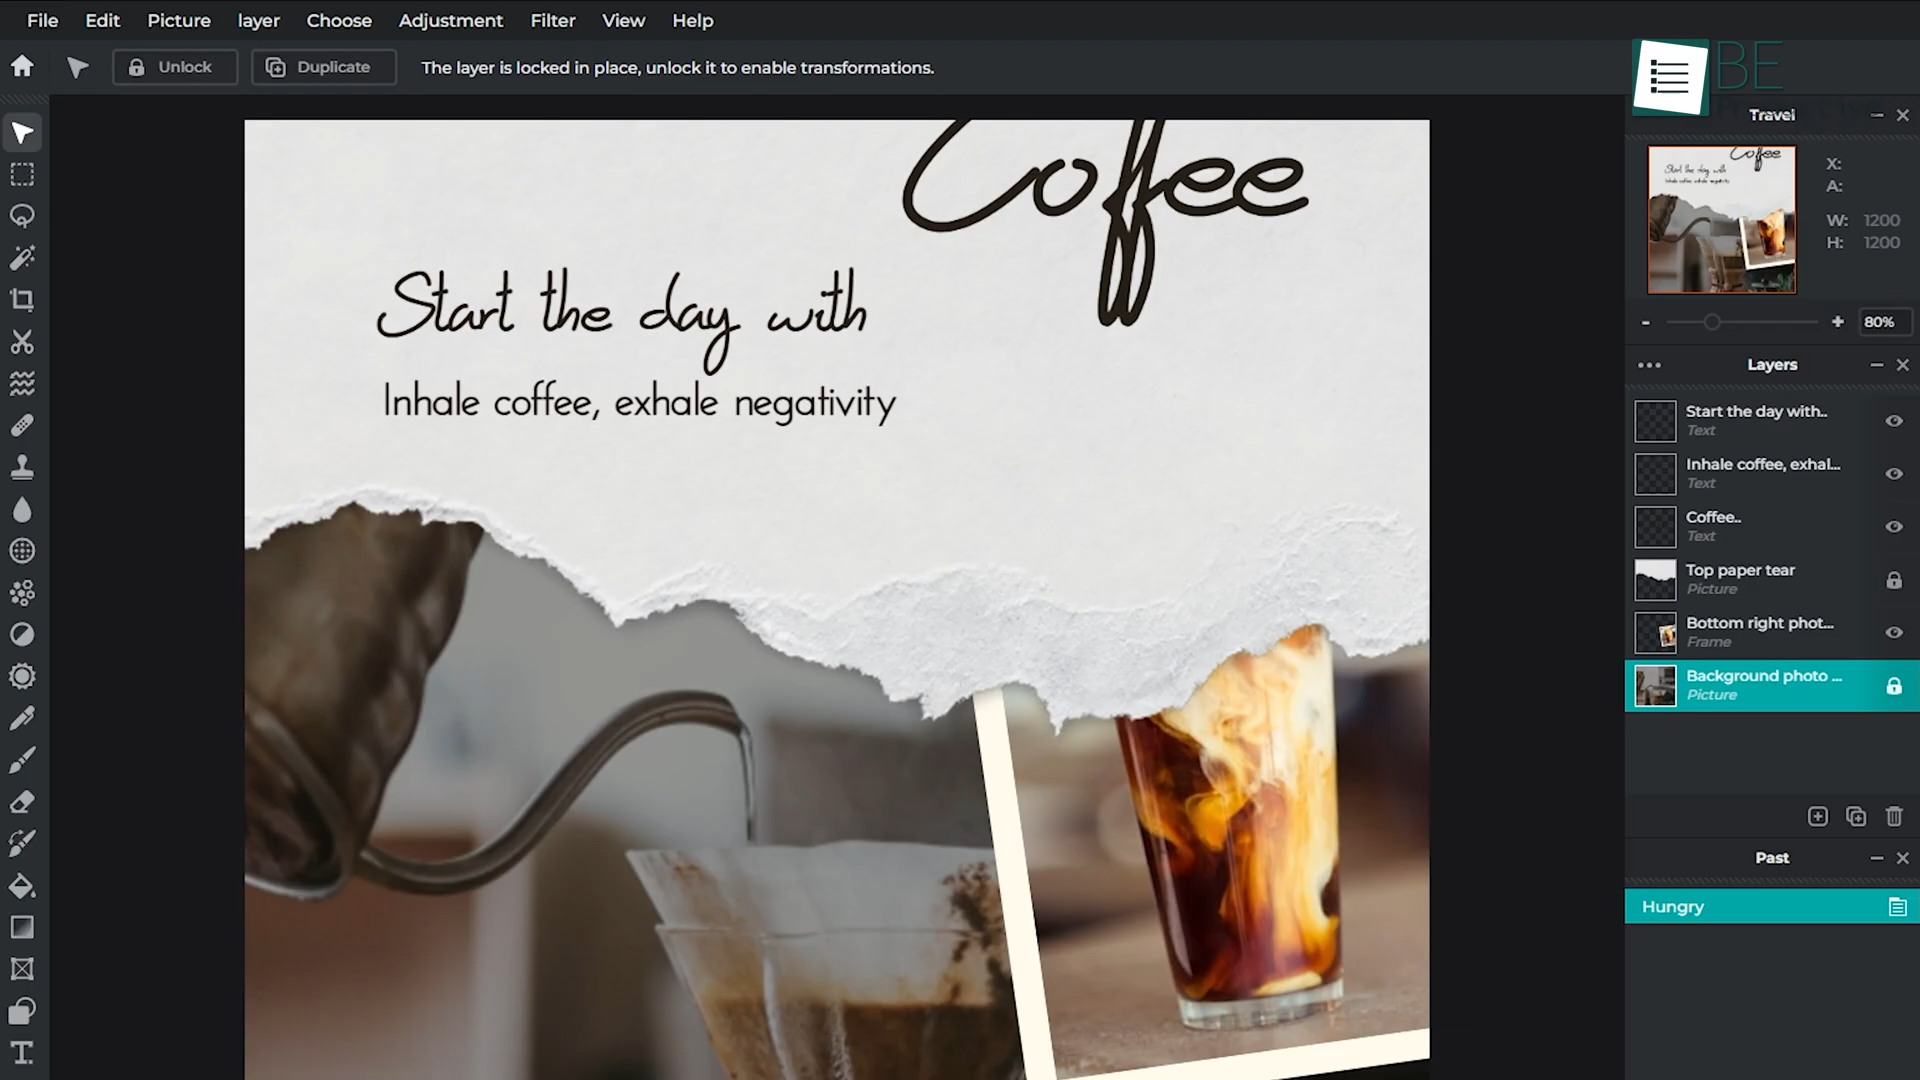 File Edit Picture layer Choose Adjustment Filter View Help
Unlock Duplicate The layer is locked in place, unlock it to enable transformations.
BE
Travel
X:
A:
W: 1200
H: 1200
- + 80%
Layers
Start the day with..
Text
Inhale coffee, exhal...
Text
Coffee..
Text
Top paper tear
Picture
Bottom right phot...
Frame
Background photo ...
Picture
Past
Hungry
Coffee
Start the day with
Inhale coffee, exhale negativity